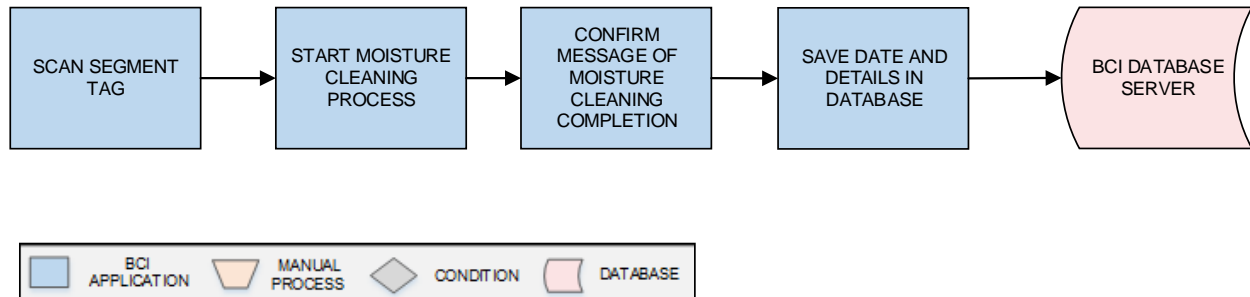 SCAN SEGMENT
TAG
START MOISTURE
CLEANING
PROCESS
CONFIRM
MESSAGE OF
MOISTURE
CLEANING
COMPLETION
SAVE DATE AND
DETAILS IN
DATABASE
BCI DATABASE
SERVER
BCI
APPLICATION
MANUAL
PROCESS
CONDITION
DATABASE